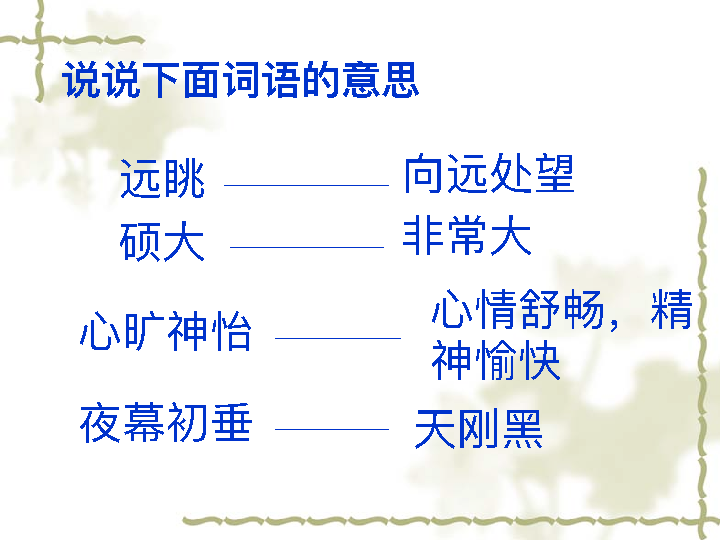 说说下面词语的意思
远眺 向远处望
硕大 非常大
心旷神怡 心情舒畅，精
神愉快
夜幕初垂 天刚黑